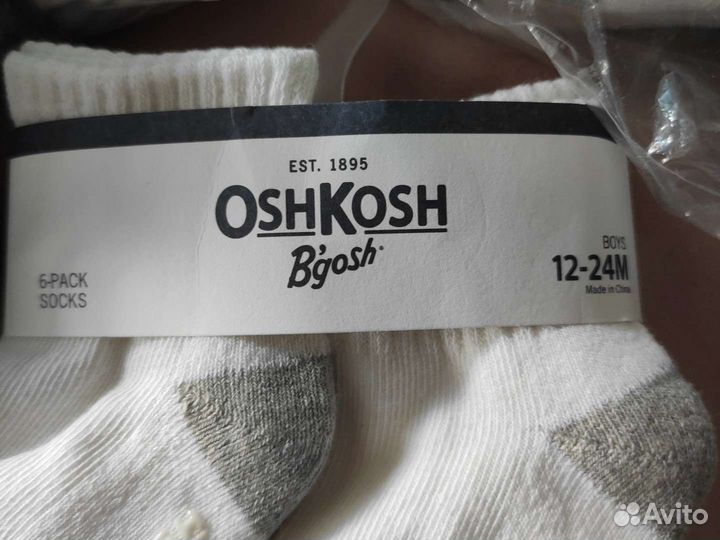 EST. 1895
OSHKOSH
B'gosh
6-PACK
SOCKS
BOYS
12-24M
Made in China
Avito